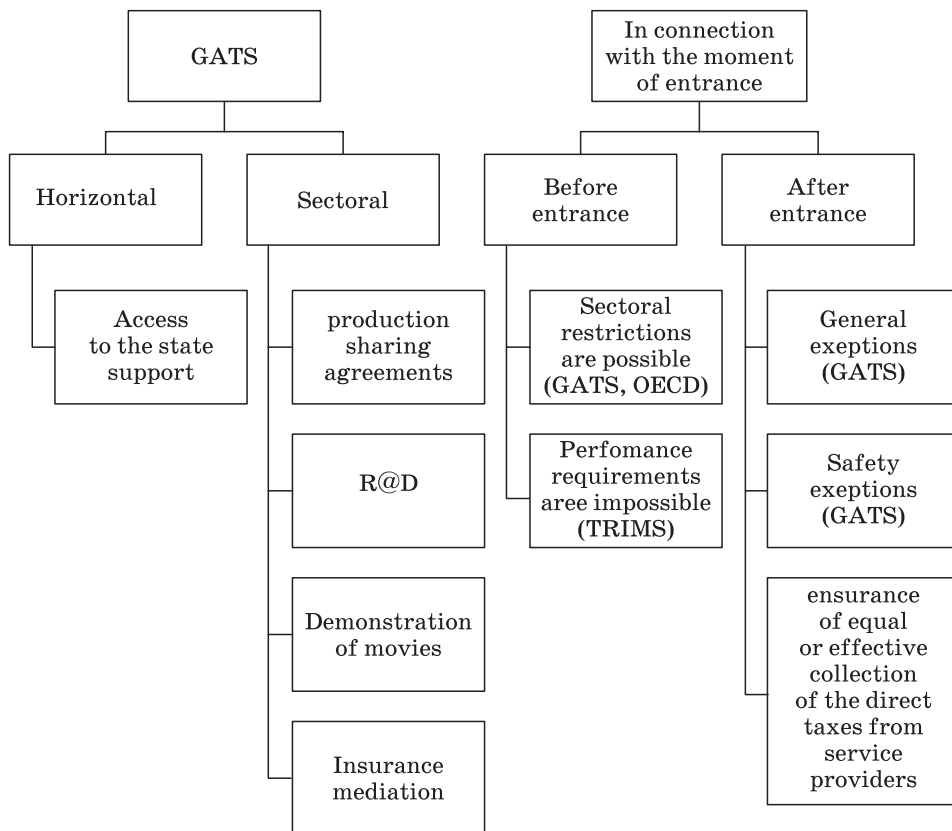 GATS
Horizontal
Access
to the state
support
Sectoral
production
sharing
agreements
R@D
Demonstration
of movies
Insurance
mediation
In connection
with the moment
of entrance
Before
entrance
Sectoral
restrictions
are possible
(GATS, OECD)
Perfomance
requirements
aree impossible
(TRIMS)
After
entrance
General
exeptions
(GATS)
Safety
exeptions
(GATS)
ensurance
of equal
or effective
collection
of the direct
taxes from
service
providers